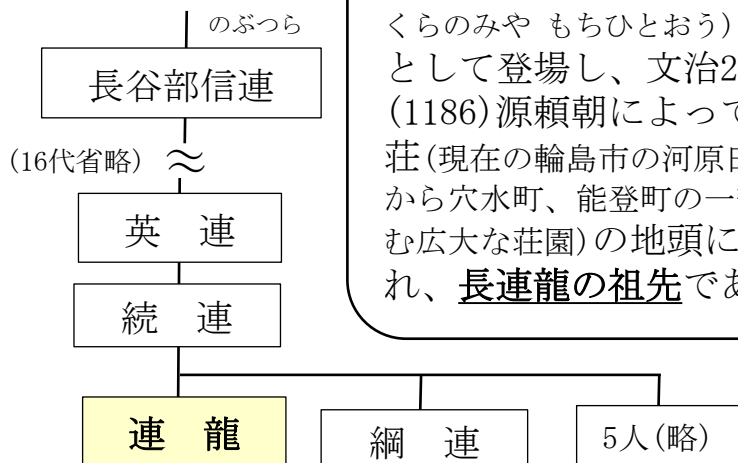 のぶつら
長谷部信連
(16代省略)
英 連
続 連
連 龍
綱 連
5人(略)
くらのみや もちひとおう)
として登場し、文治2
(1186)源頼朝によって
荘(現在の輪島市の河原田
から穴水町、能登町の一
む広大な荘園)の地頭に
れ、長連龍の祖先であ